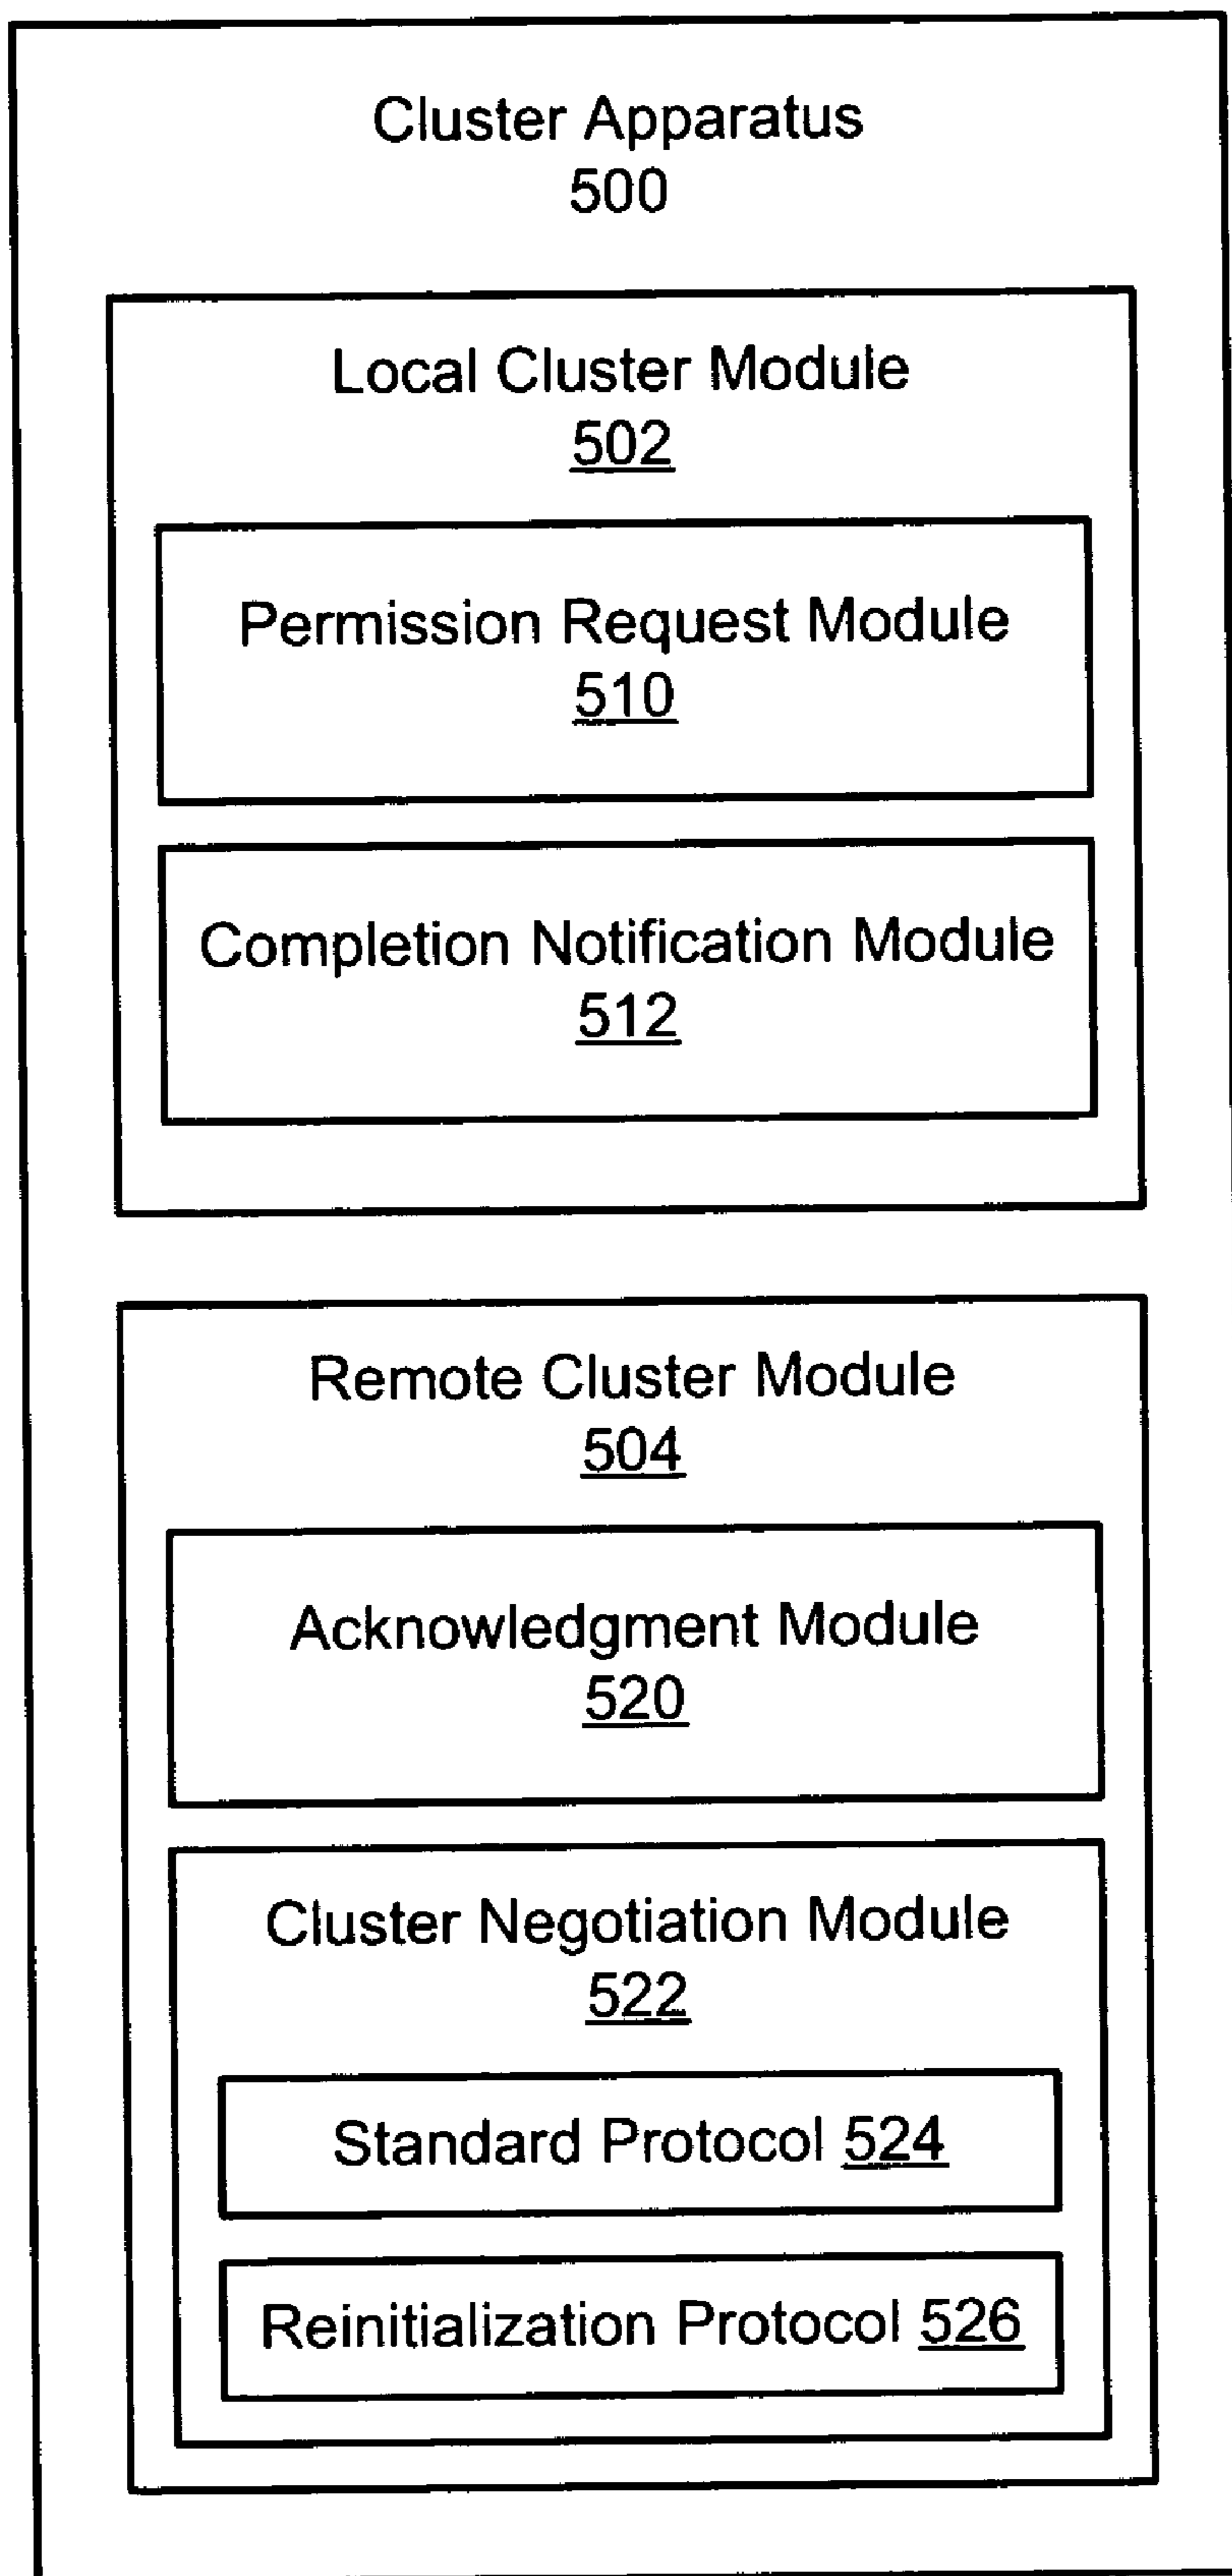 Cluster Apparatus
500
Local Cluster Module
502
Permission Request Module
510
Completion Notification Module
512
Remote Cluster Module
504
Acknowledgment Module
520
Cluster Negotiation Module
522
Standard Protocol 524
Reinitialization Protocol 526